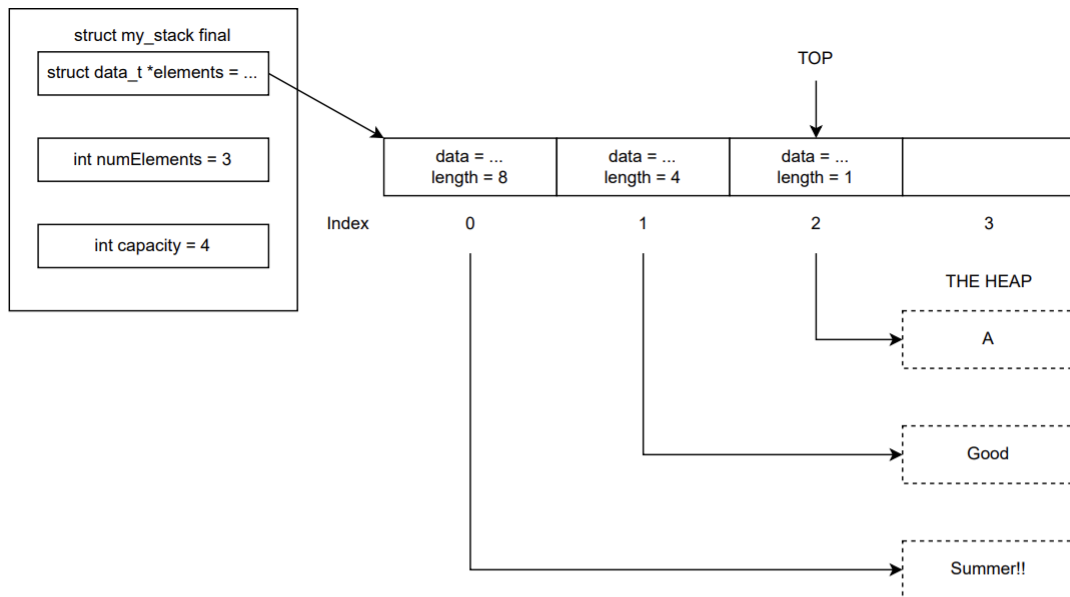 struct my_stack final
struct data_t *elements = ...
int numElements = 3
int capacity = 4
TOP
data = ...
length = 8
data = ...
length = 4
data = ...
length = 1
Index
0
1
2
3
THE HEAP
A
Good
Summer!!